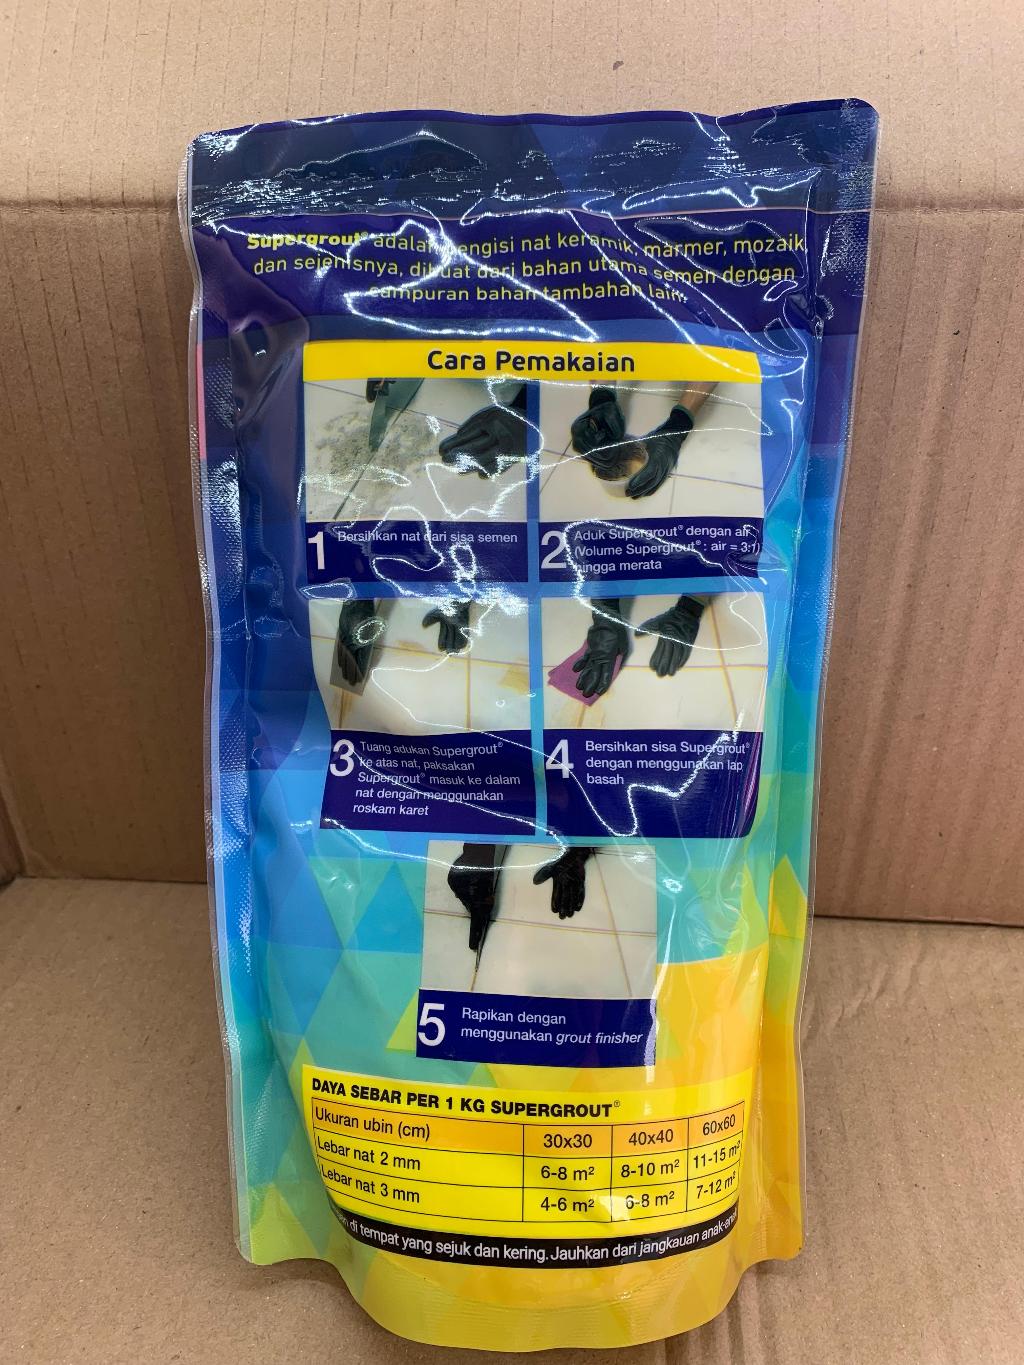 Supergrout® adalah pengisi nat keramik, marmer, mozaik,
dan sejenisnya, dibuat dari bahan utama semen dengan
campuran bahan tambahan lain.
Cara Pemakaian
1 Bersihkan nat dari sisa semen
2 Aduk Supergrout® dengan air
(Volume Supergrout® : air = 3:1)
hingga merata
3 Tuang adukan Supergrout®
ke atas nat, paksakan
Supergrout® masuk ke dalam
nat dengan menggunakan
roskam karet
4 Bersihkan sisa Supergrout®
dengan menggunakan lap
basah
5 Rapikan dengan
menggunakan grout finisher
DAYA SEBAR PER 1 KG SUPERGROUT®
Ukuran ubin (cm) 30x30 40x40 60x60
Lebar nat 2 mm 6-8 m² 8-10 m² 11-15 m²
Lebar nat 3 mm 4-6 m² 6-8 m² 7-12 m²
di tempat yang sejuk dan kering. Jauhkan dari jangkauan anak-anak